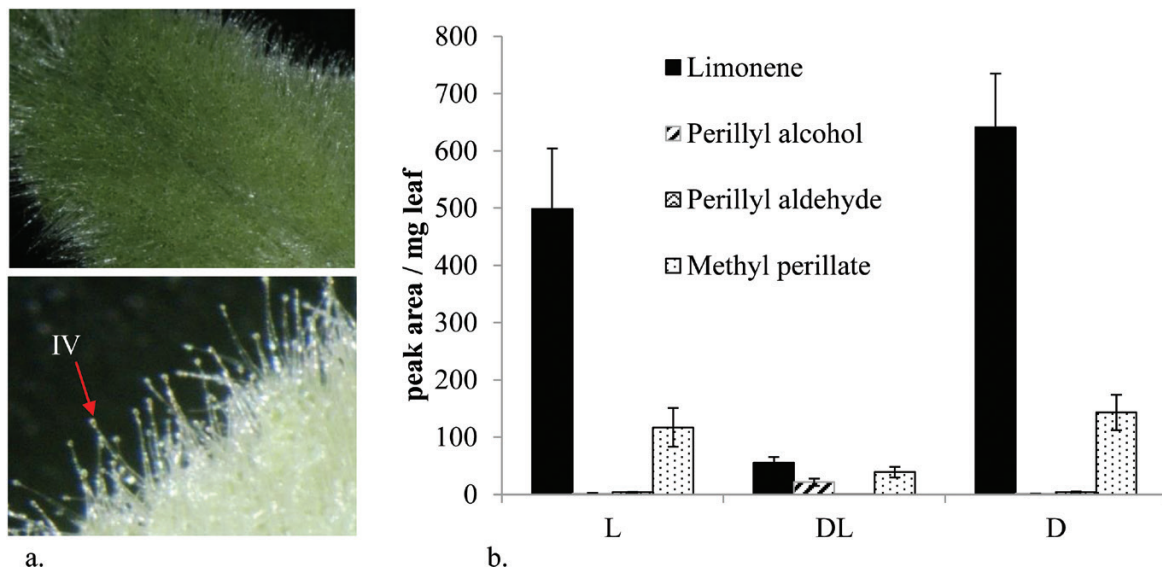 IV
a.
peak area / mg leaf
800
700
600
500
400
300
200
100
0
Limonene
Perillyl alcohol
Perillyl aldehyde
Methyl perillate
L DL D
b.